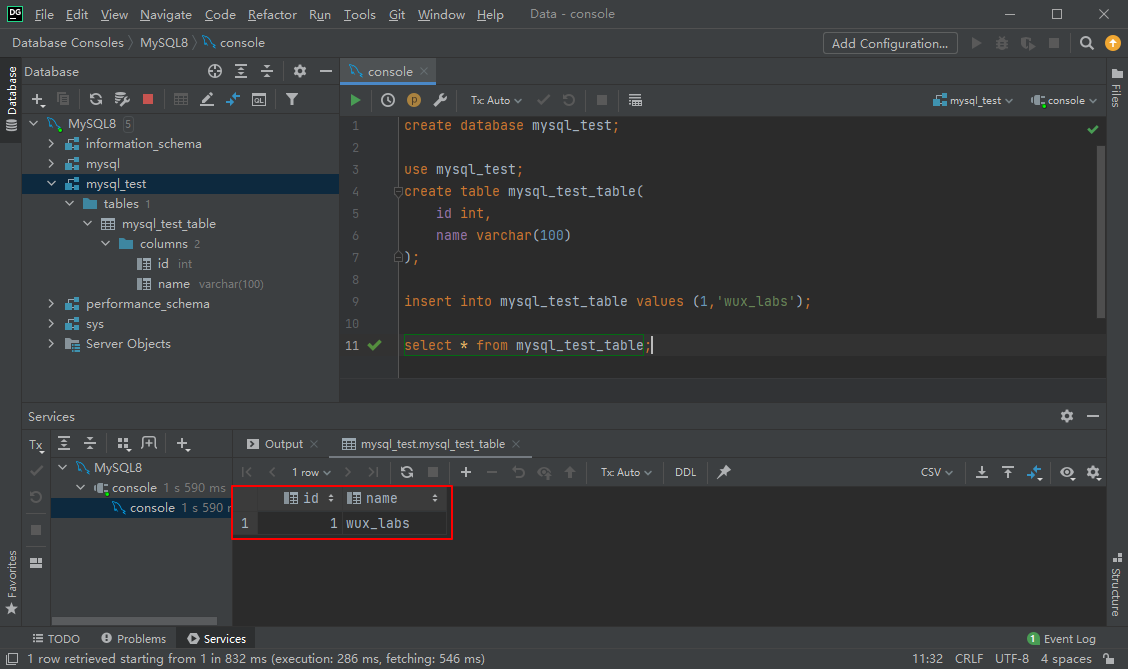 DG File Edit View Navigate Code Refactor Run Tools Git Window Help Data - console
Database Consoles MySQL8 console Add Configuration...
Database
Database
console
Files
Tx: Auto mysql_test console
MySQL8 5
information_schema
mysql
mysql_test
tables 1
mysql_test_table
columns 2
id int
name varchar(100)
performance_schema
sys
Server Objects
1 create database mysql_test;
2
3 use mysql_test;
4 create table mysql_test_table(
5 id int,
6 name varchar(100)
7 );
8
9 insert into mysql_test_table values (1,'wux_labs');
10
11 select * from mysql_test_table;
Services
Tx
Output mysql_test.mysql_test_table
MySQL8
console 1 s 590 ms
console 1 s 590
1 row Tx: Auto DDL CSV
id name
1 1 wux_labs
Favorites
Structure
TODO Problems Services 1 Event Log
1 row retrieved starting from 1 in 832 ms (execution: 286 ms, fetching: 546 ms) 11:32 CRLF UTF-8 4 spaces